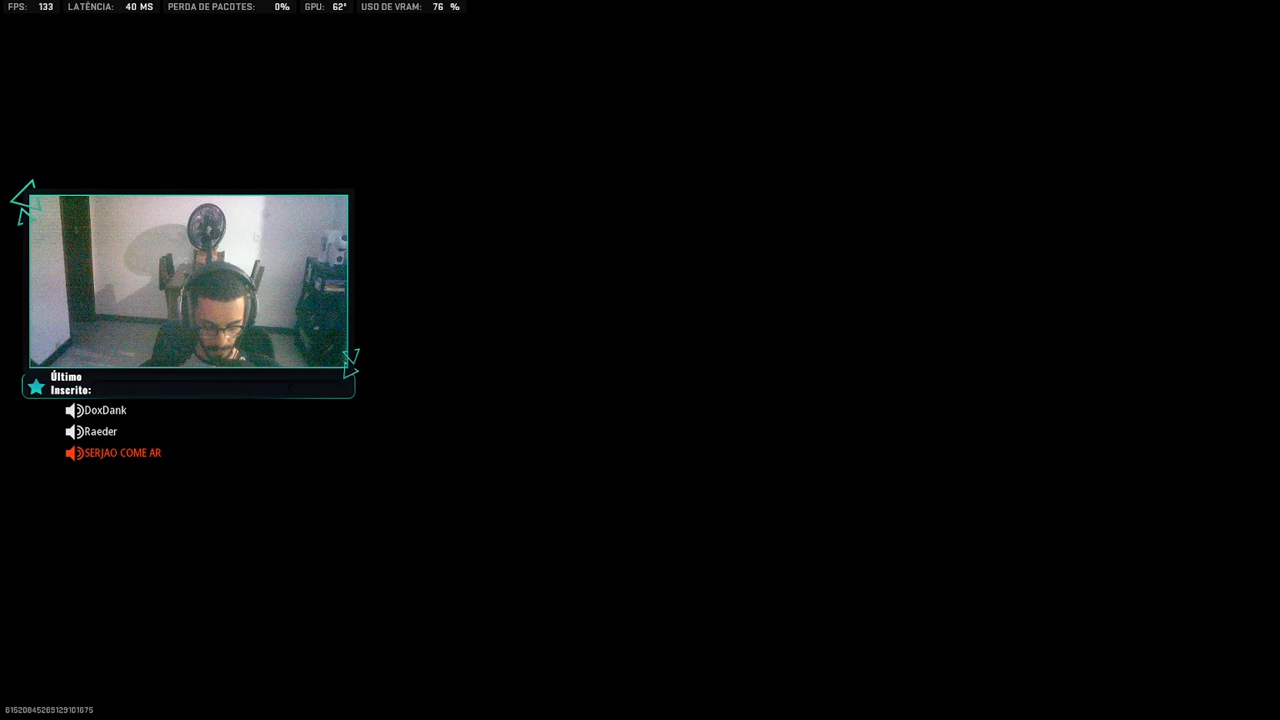 FPS: 133 LATÊNCIA: 40 MS PERDA DE PACOTES: 0% GPU: 62° USO DE VRAM: 76 %
Último
Inscrito:
DoxDank
Raeder
SERJAO COME AR
61520845269129101875